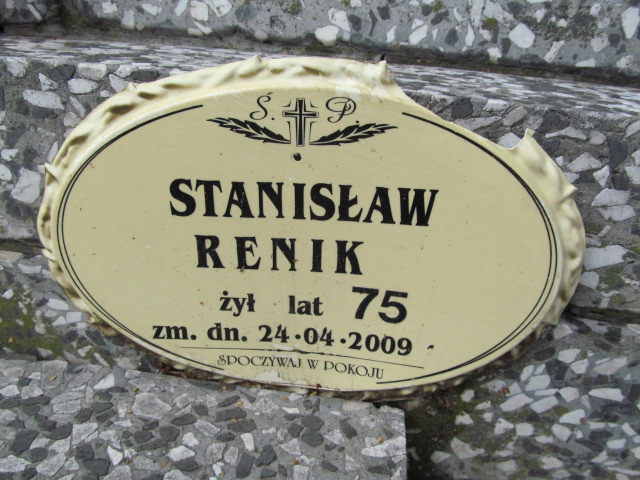 Ś. P.
STANISŁAW
RENIK
żył lat 75
zm. dn. 24·04·2009
SPOCZYWAJ W POKOJU